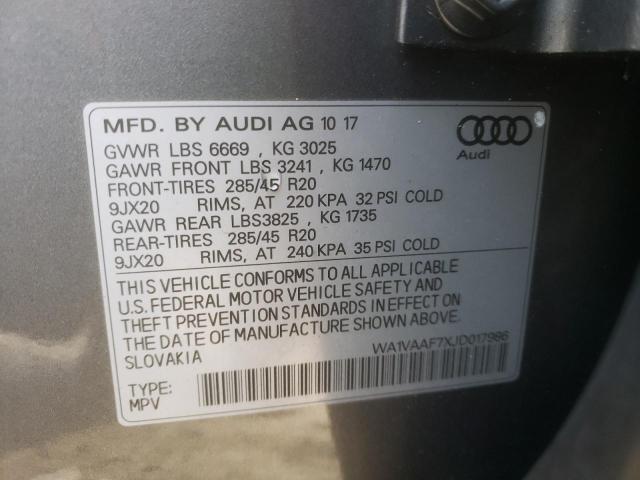 MFD. BY AUDI AG 10 17
GVWR LBS 6669 , KG 3025
GAWR FRONT LBS 3241 , KG 1470
FRONT-TIRES 285/45 R20
9JX20 RIMS, AT 220 KPA 32 PSI COLD
GAWR REAR LBS3825 , KG 1735
REAR-TIRES 285/45 R20
9JX20 RIMS, AT 240 KPA 35 PSI COLD
Audi
THIS VEHICLE CONFORMS TO ALL APPLICABLE
U.S. FEDERAL MOTOR VEHICLE SAFETY AND
THEFT PREVENTION STANDARDS IN EFFECT ON
THE DATE OF MANUFACTURE SHOWN ABOVE.
SLOVAKIA
WA1VAAF7XJD017986
TYPE:
MPV